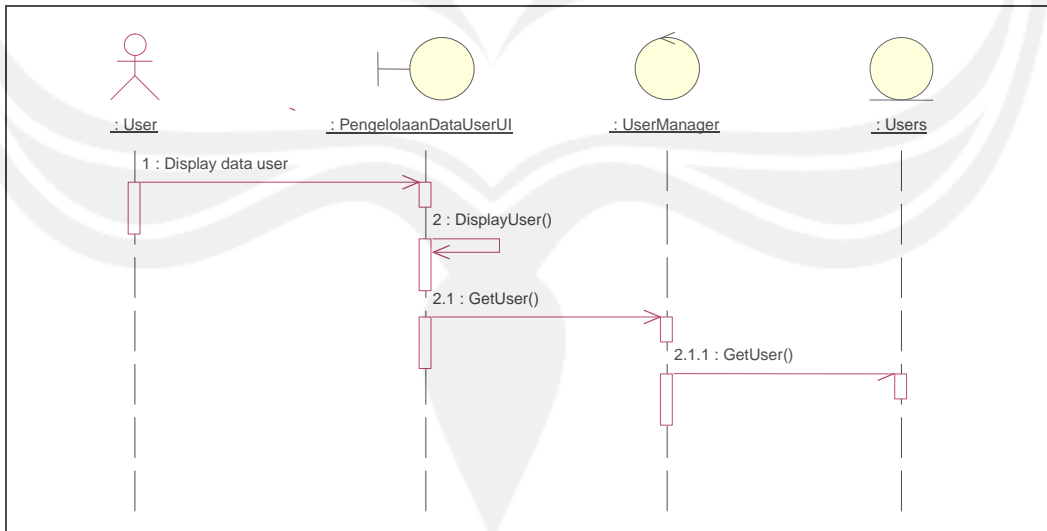 : User
: PengelolaanDataUserUI
: UserManager
: Users
1 : Display data user
2 : DisplayUser()
2.1 : GetUser()
2.1.1 : GetUser()